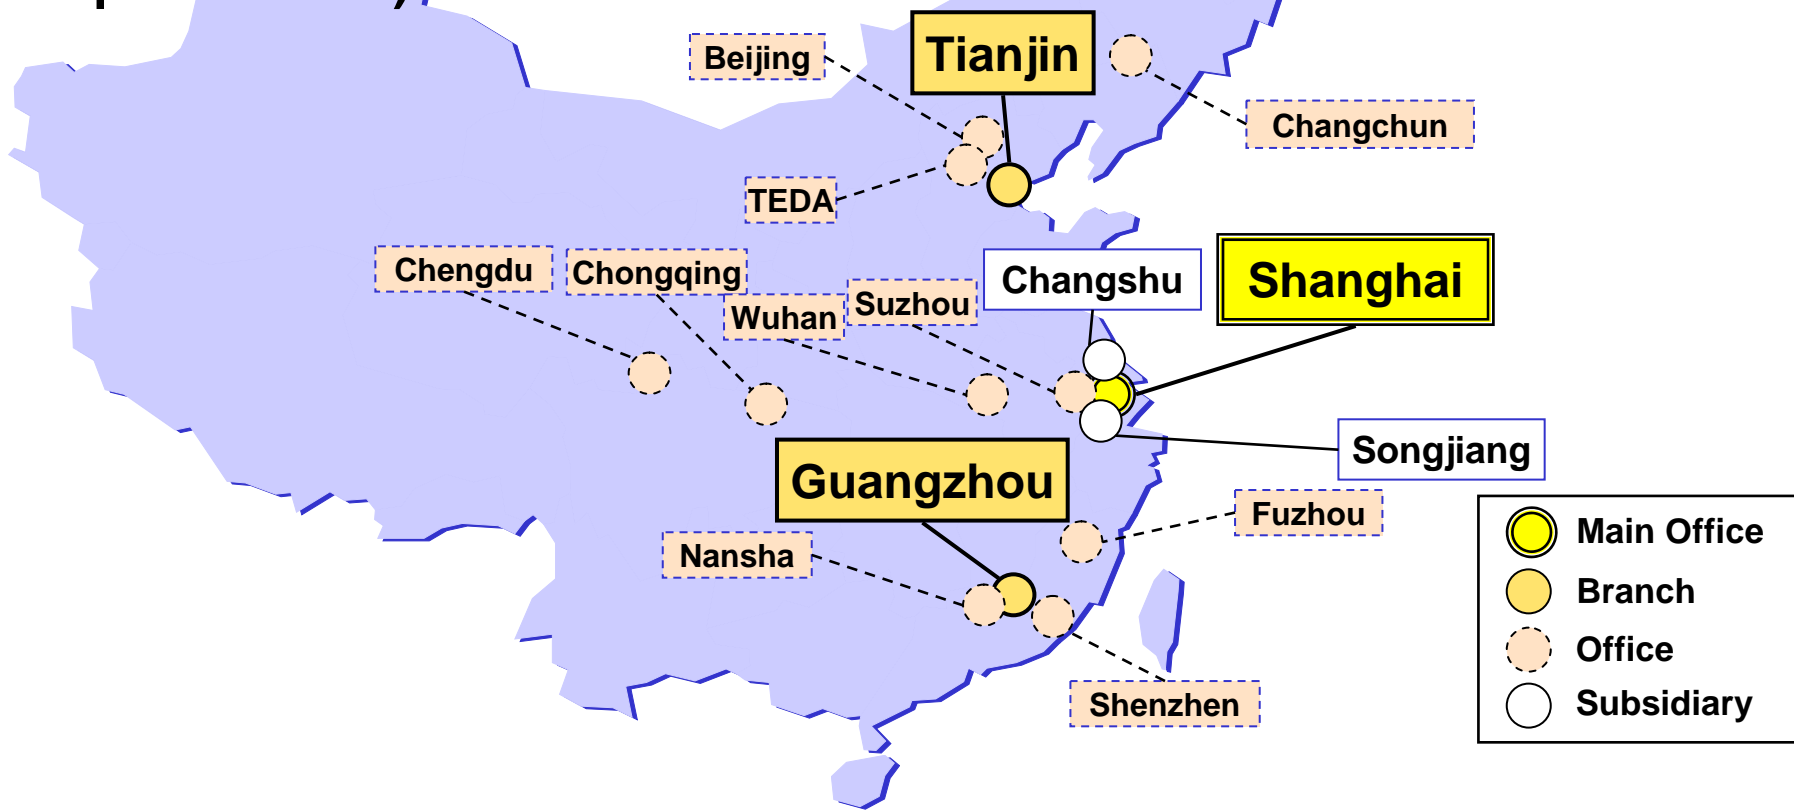 Beijing
Tianjin
Changchun
TEDA
Chengdu
Chongqing
Wuhan
Suzhou
Changshu
Shanghai
Guangzhou
Songjiang
Fuzhou
Nansha
Shenzhen
Main Office
Branch
Office
Subsidiary